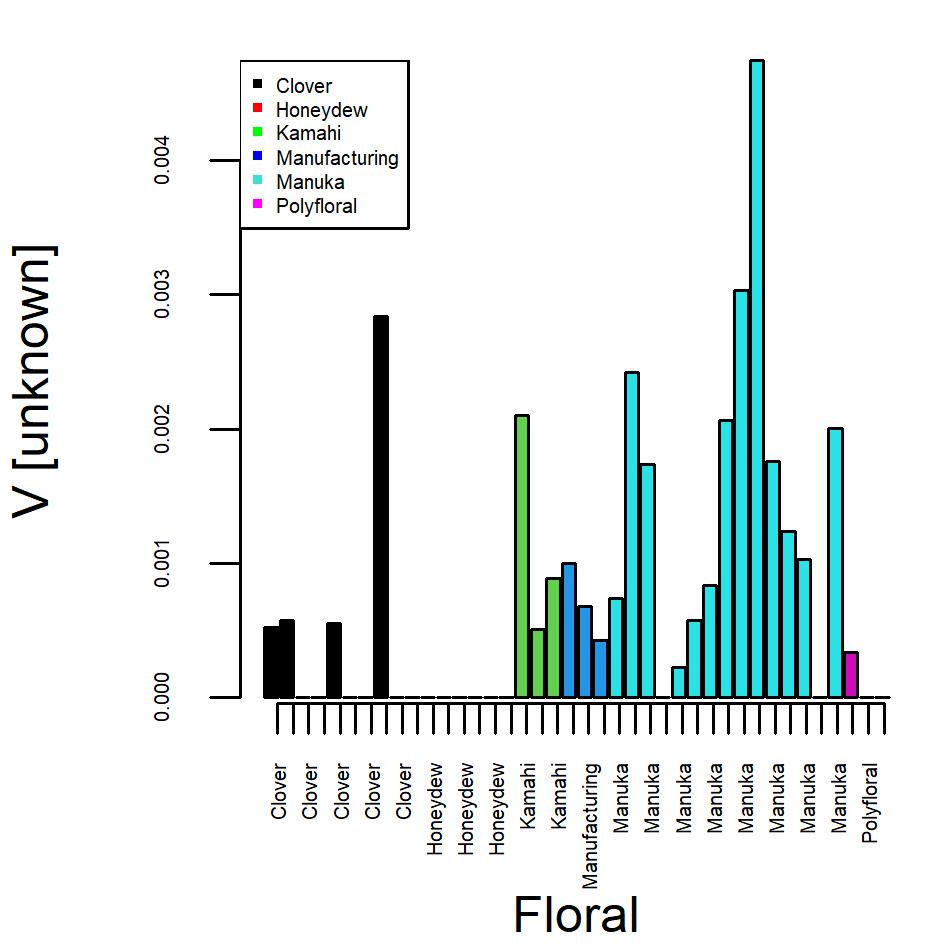 Clover
Honeydew
Kamahi
Manufacturing
Manuka
Polyfloral
V [unknown]
0.004
0.003
0.002
0.001
0.000
Clover
Clover
Clover
Clover
Clover
Honeydew
Honeydew
Honeydew
Kamahi
Kamahi
Manufacturing
Manuka
Manuka
Manuka
Manuka
Manuka
Manuka
Manuka
Manuka
Polyfloral
Floral